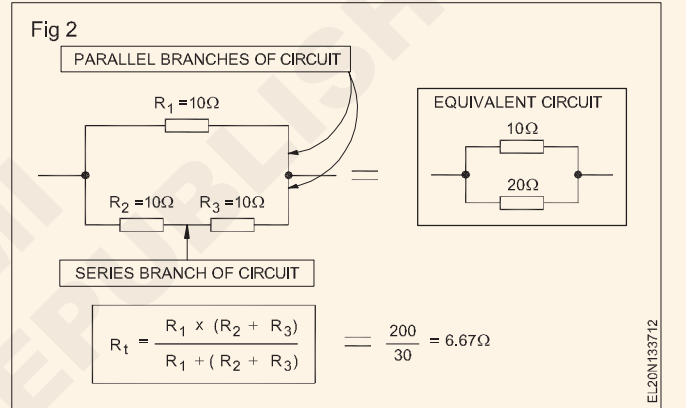 Fig 2
PARALLEL BRANCHES OF CIRCUIT
R1 =10Ω
R2 =10Ω R3 =10Ω
SERIES BRANCH OF CIRCUIT
=
EQUIVALENT CIRCUIT
10Ω
20Ω
Rt = R1 x (R2 + R3) / R1 + ( R2 + R3) = 200 / 30 = 6.67Ω
EL20N133712
REPUBLISH